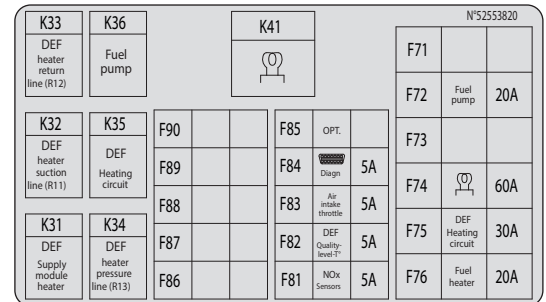 N°52553820
K33
DEF
heater
return
line (R12)
K36
Fuel
pump
K41
K32
DEF
heater
suction
line (R11)
K35
DEF
Heating
circuit
K31
DEF
Supply
module
heater
K34
DEF
heater
pressure
line (R13)
F90
F89
F88
F87
F86
F85 OPT.
F84 Diagn 5A
F83 Air
intake
throttle 5A
F82 DEF
Quality-
level-T° 5A
F81 NOx
Sensors 5A
F71
F72 Fuel
pump 20A
F73
F74 60A
F75 DEF
Heating
circuit 30A
F76 Fuel
heater 20A